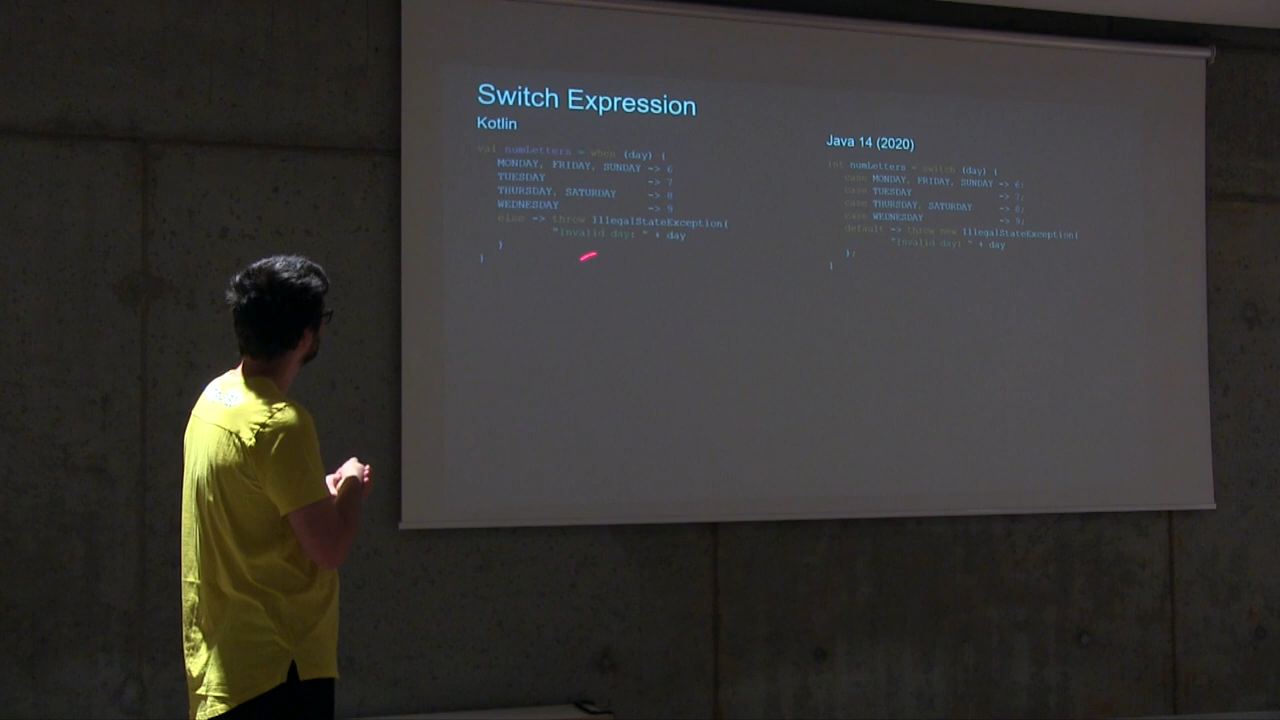 Switch Expression
Kotlin
val numLetters = when (day) {
MONDAY, FRIDAY, SUNDAY -> 6
TUESDAY -> 7
THURSDAY, SATURDAY -> 8
WEDNESDAY -> 9
else -> throw IllegalStateException(
"Invalid day: " + day
)
}
Java 14 (2020)
int numLetters = switch (day) {
case MONDAY, FRIDAY, SUNDAY -> 6;
case TUESDAY -> 7;
case THURSDAY, SATURDAY -> 8;
case WEDNESDAY -> 9;
default -> throw new IllegalStateException(
"Invalid day: " + day
);
}